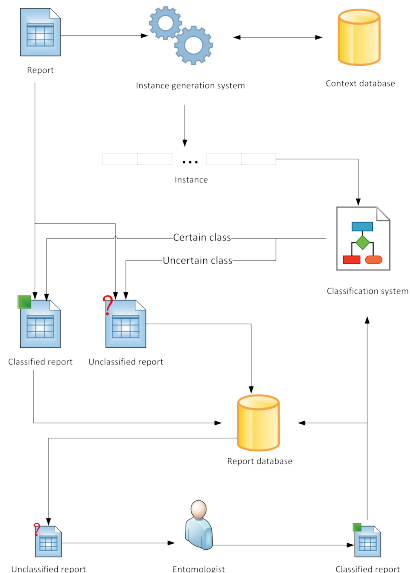 Report
Instance generation system
Context database
...
Instance
Certain class
Uncertain class
Classification system
?
Classified report
Unclassified report
Report database
?
Unclassified report
Entomologist
Classified report